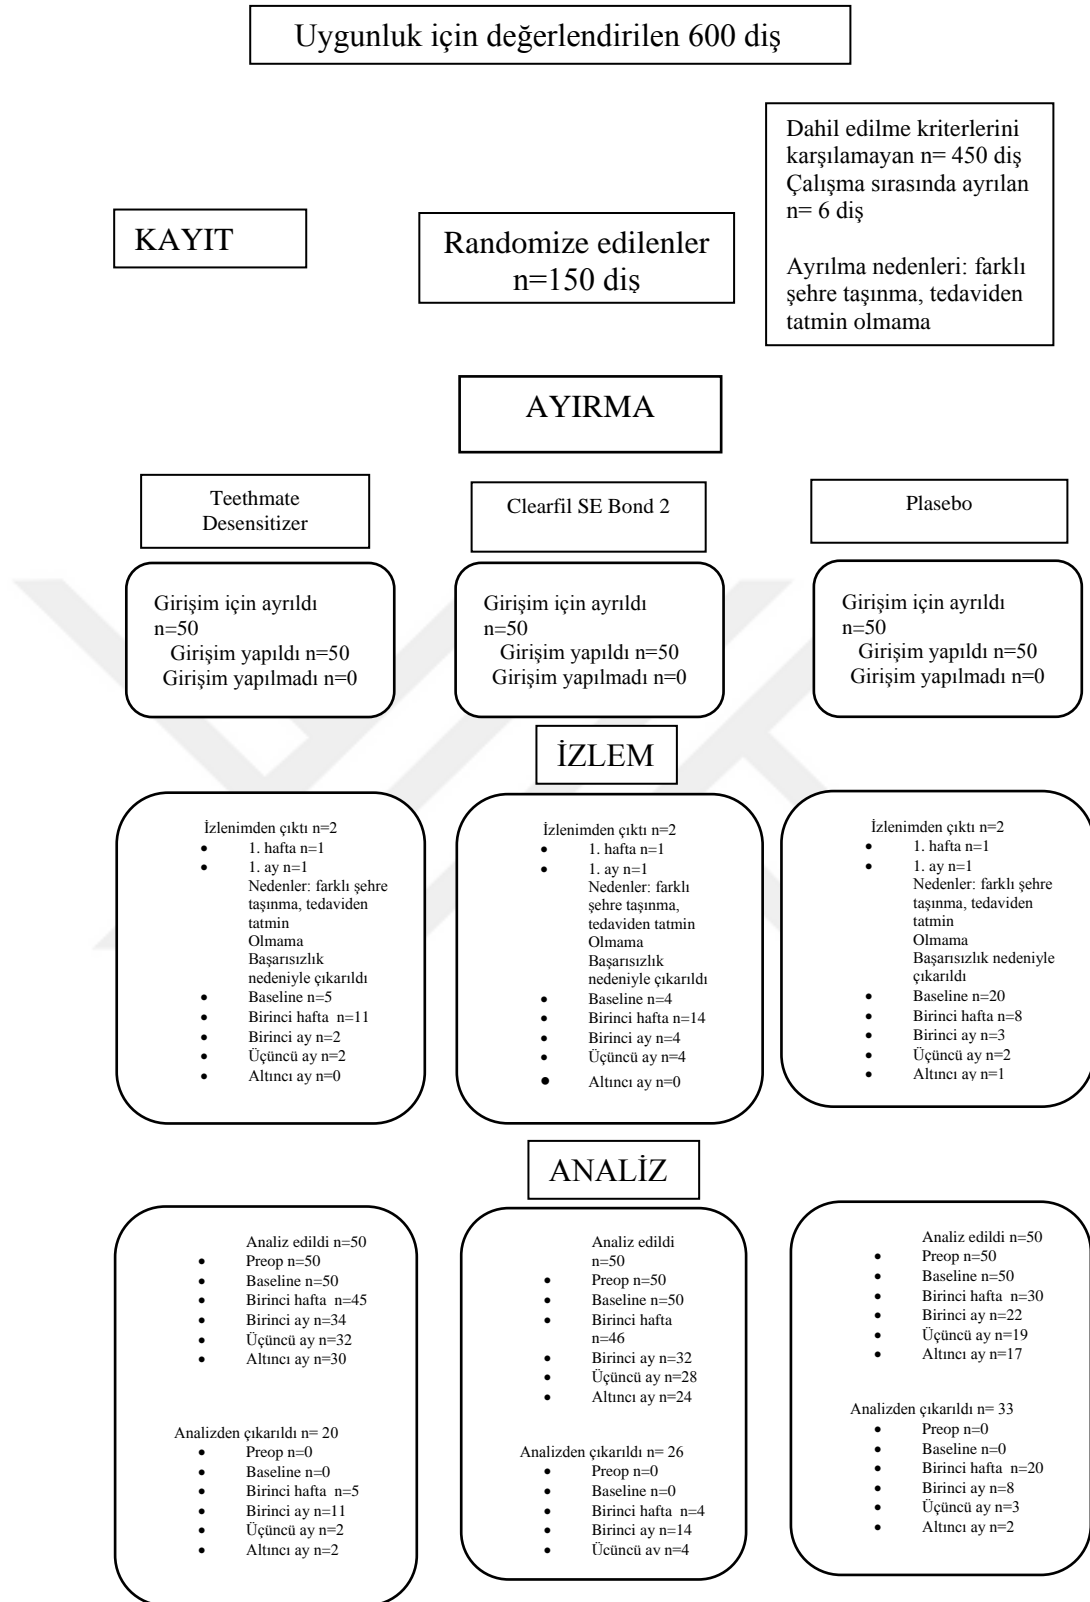 Uygunluk için değerlendirilen 600 diş
Dahil edilme kriterlerini
karşılamayan n= 450 diş
Çalışma sırasında ayrılan
n= 6 diş
Ayrılma nedenleri: farklı
şehre taşınma, tedaviden
tatmin olmama
KAYIT
Randomize edilenler
n=150 diş
AYIRMA
Teethmate
Desensitizer
Clearfil SE Bond 2
Plasebo
Girişim için ayrıldı
n=50
Girişim yapıldı n=50
Girişim yapılmadı n=0
Girişim için ayrıldı
n=50
Girişim yapıldı n=50
Girişim yapılmadı n=0
Girişim için ayrıldı
n=50
Girişim yapıldı n=50
Girişim yapılmadı n=0
İZLEM
İzlenimden çıktı n=2
• 1. hafta n=1
• 1. ay n=1
Nedenler: farklı şehre
taşınma, tedaviden
tatmin
Olmama
Başarısızlık
nedeniyle çıkarıldı
• Baseline n=5
• Birinci hafta n=11
• Birinci ay n=2
• Üçüncü ay n=2
• Altıncı ay n=0
İzlenimden çıktı n=2
• 1. hafta n=1
• 1. ay n=1
Nedenler: farklı
şehre taşınma,
tedaviden tatmin
Olmama
Başarısızlık
nedeniyle çıkarıldı
• Baseline n=4
• Birinci hafta n=14
• Birinci ay n=4
• Üçüncü ay n=4
• Altıncı ay n=0
İzlenimden çıktı n=2
• 1. hafta n=1
• 1. ay n=1
Nedenler: farklı şehre
taşınma, tedaviden
tatmin
Olmama
Başarısızlık nedeniyle
çıkarıldı
• Baseline n=20
• Birinci hafta n=8
• Birinci ay n=3
• Üçüncü ay n=2
• Altıncı ay n=1
ANALİZ
Analiz edildi n=50
• Preop n=50
• Baseline n=50
• Birinci hafta n=45
• Birinci ay n=34
• Üçüncü ay n=32
• Altıncı ay n=30
Analizden çıkarıldı n= 20
• Preop n=0
• Baseline n=0
• Birinci hafta n=5
• Birinci ay n=11
• Üçüncü ay n=2
• Altıncı ay n=2
Analiz edildi
n=50
• Preop n=50
• Baseline n=50
• Birinci hafta
n=46
• Birinci ay n=32
• Üçüncü ay n=28
• Altıncı ay n=24
Analizden çıkarıldı n= 26
• Preop n=0
• Baseline n=0
• Birinci hafta n=4
• Birinci ay n=14
• Üçüncü ay n=4
Analiz edildi n=50
• Preop n=50
• Baseline n=50
• Birinci hafta n=30
• Birinci ay n=22
• Üçüncü ay n=19
• Altıncı ay n=17
Analizden çıkarıldı n= 33
• Preop n=0
• Baseline n=0
• Birinci hafta n=20
• Birinci ay n=8
• Üçüncü ay n=3
• Altıncı ay n=2